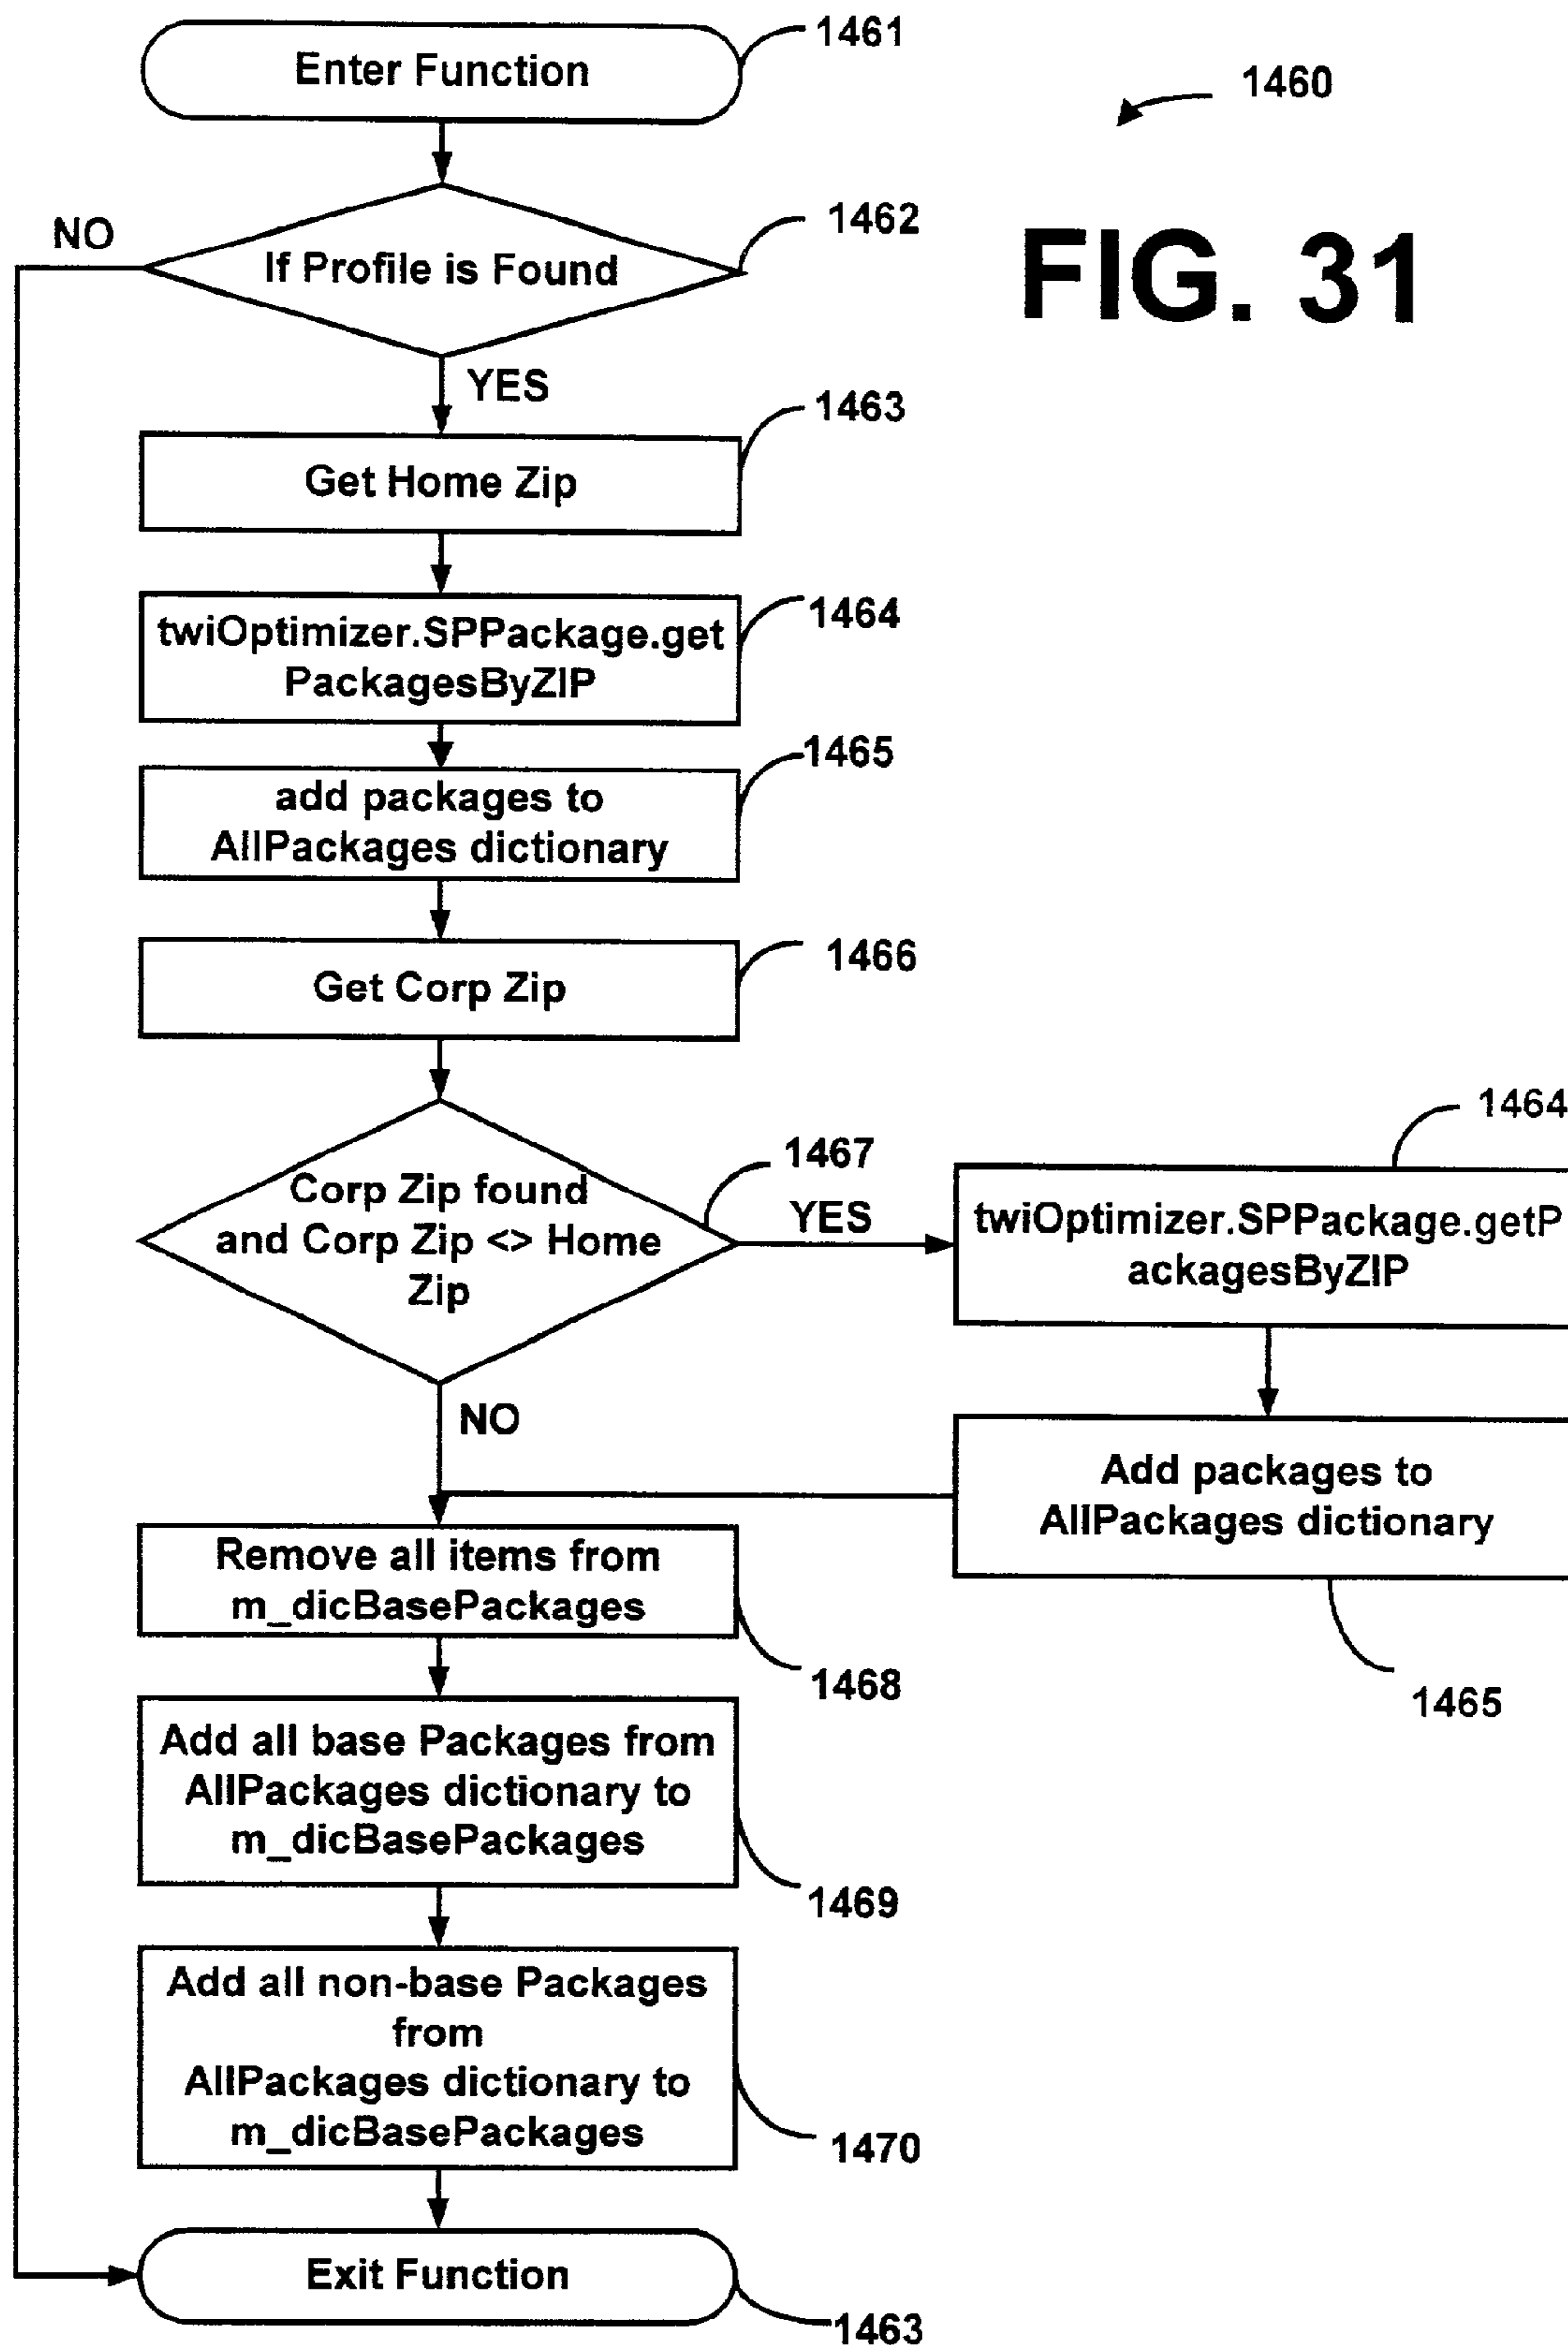 1461
Enter Function
1460
FIG. 31
NO
1462
If Profile is Found
YES
1463
Get Home Zip
1464
twiOptimizer.SPPackage.get
PackagesByZIP
1465
add packages to
AllPackages dictionary
1466
Get Corp Zip
1467
Corp Zip found
and Corp Zip <> Home
Zip
YES
1464
twiOptimizer.SPPackage.getP
ackagesByZIP
NO
Add packages to
AllPackages dictionary
1465
Remove all items from
m_dicBasePackages
1468
Add all base Packages from
AllPackages dictionary to
m_dicBasePackages
1469
Add all non-base Packages
from
AllPackages dictionary to
m_dicBasePackages
1470
Exit Function
1463